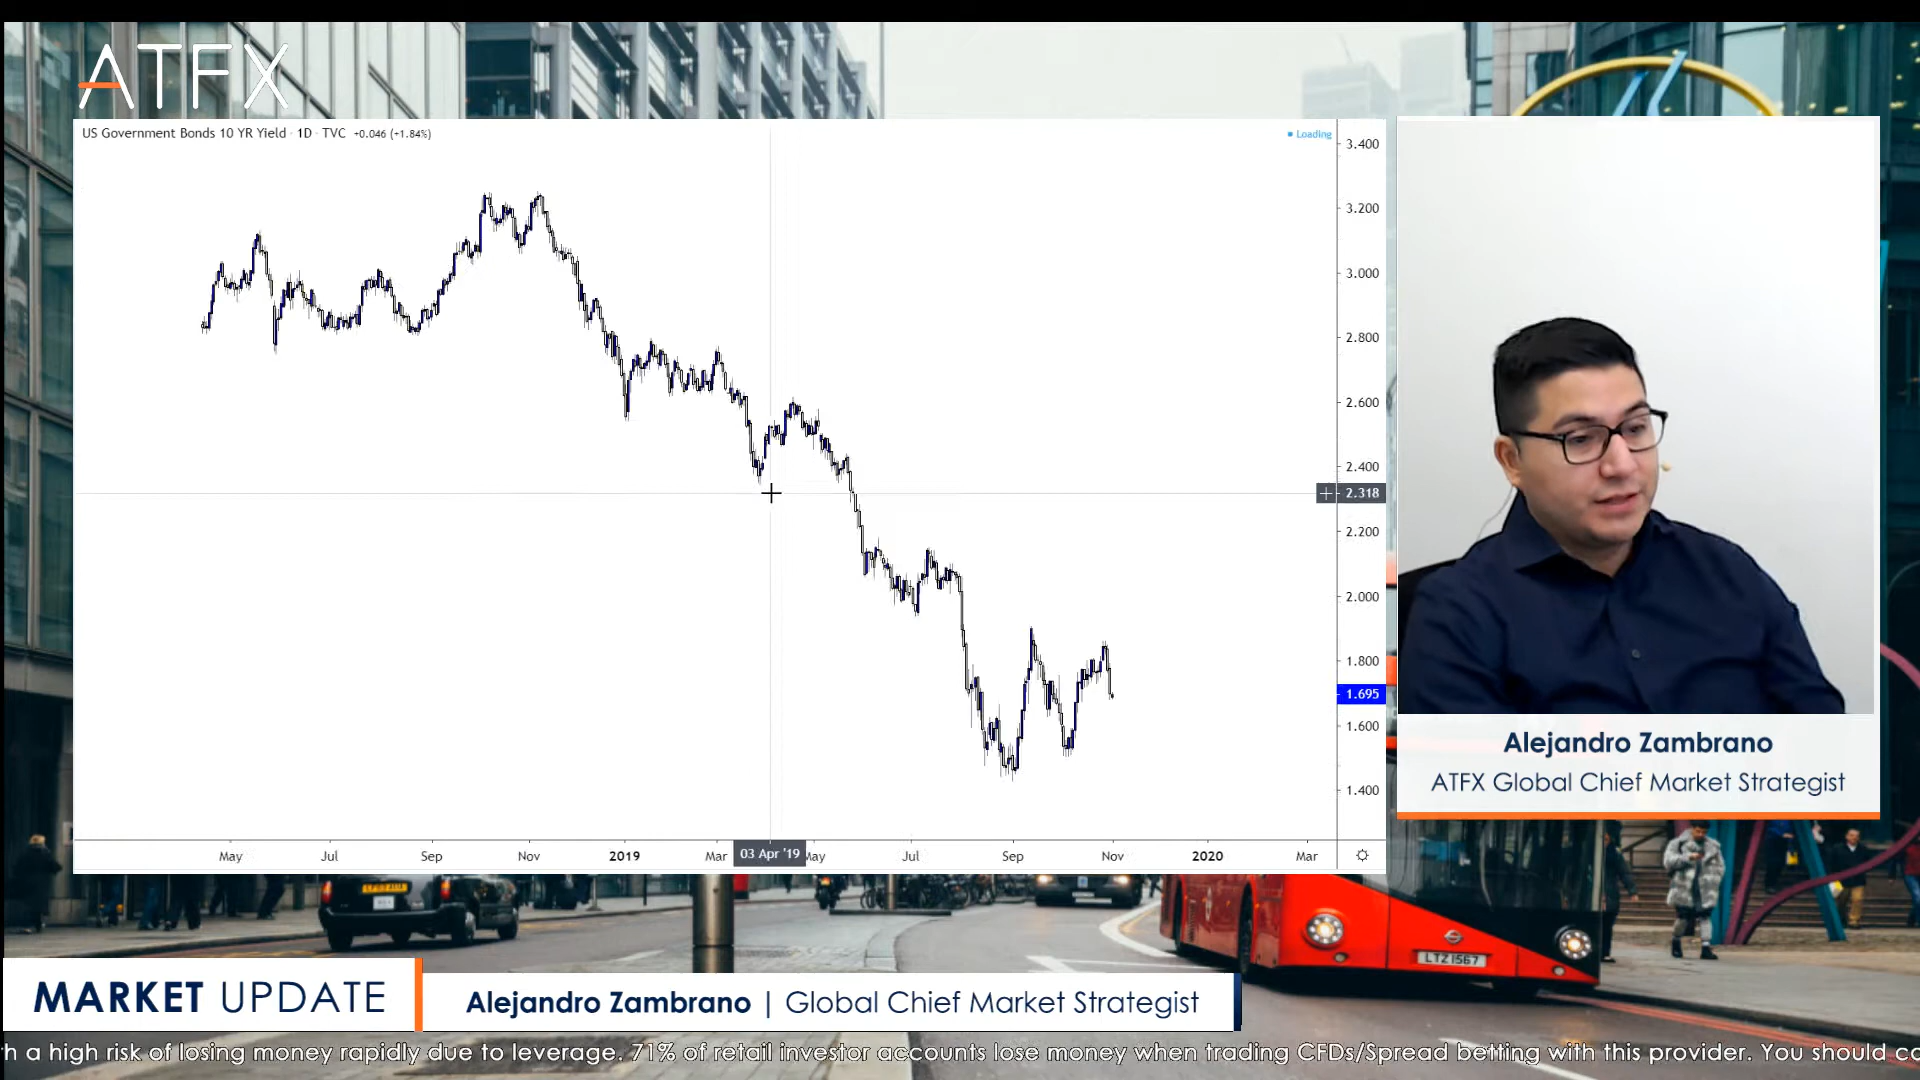 ATFX
US Government Bonds 10 YR Yield · 1D · TVC +0.046 (+1.84%)
Loading
3.400
3.200
3.000
2.800
2.600
2.400
2.318
2.200
2.000
1.800
1.695
1.600
1.400
May Jul Sep Nov 2019 Mar 03 Apr '19 May Jul Sep Nov 2020 Mar
Alejandro Zambrano
ATFX Global Chief Market Strategist
LTZ1567
MARKET UPDATE
Alejandro Zambrano | Global Chief Market Strategist
h a high risk of losing money rapidly due to leverage. 71% of retail investor accounts lose money when trading CFDs/Spread betting with this provider. You should co